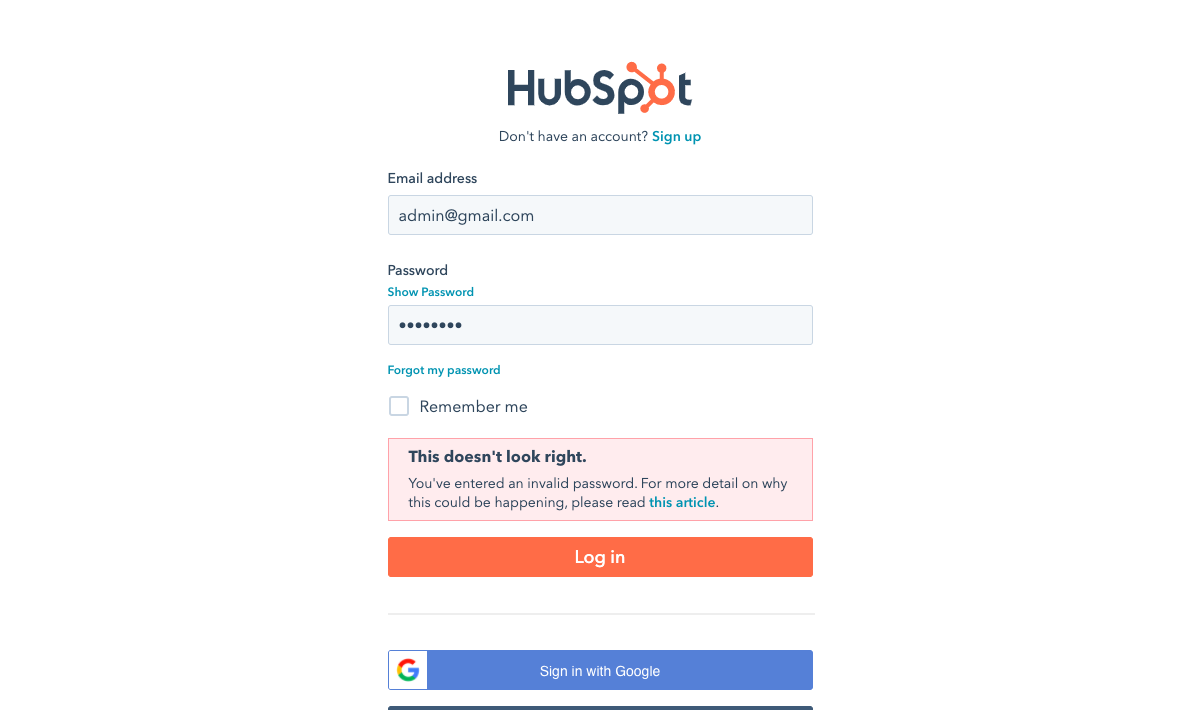 HubSpot
Don't have an account? Sign up
Email address
admin@gmail.com
Password
Show Password
••••••••
Forgot my password
Remember me
This doesn't look right.
You've entered an invalid password. For more detail on why
this could be happening, please read this article.
Log in
Sign in with Google